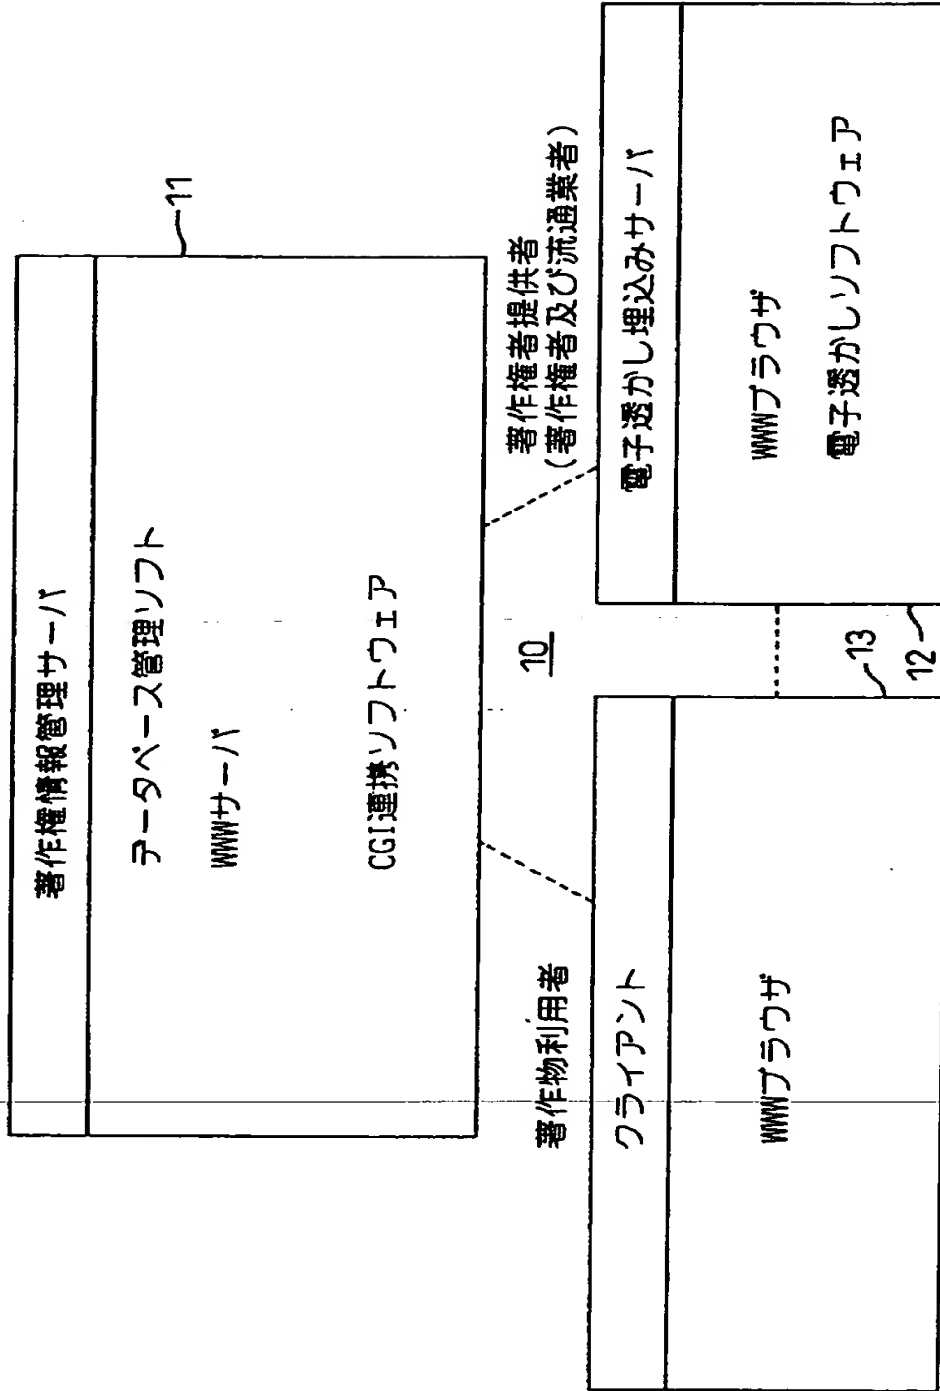 著作権情報管理サーバ
11
データベース管理ソフト
WWWサーバ
CGI連携ソフトウェア
10
著作物利用者
クライアント
WWWブラウザ
13
著作権者提供者
(著作権者及び流通業者)
電子透かし埋込みサーバ
WWWブラウザ
電子透かしソフトウェア
12